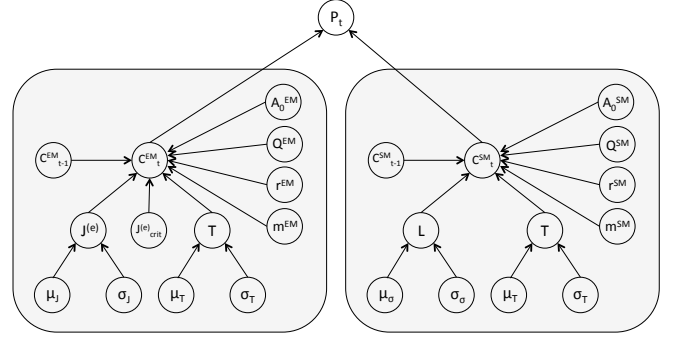 P_t
A_0^EM
A_0^SM
Q^EM
Q^SM
C^EM_t-1
C^EM_t
C^SM_t-1
C^SM_t
r^EM
r^SM
J^(e)
J^(e)_crit
T
m^EM
L
T
m^SM
μ_J
σ_J
μ_T
σ_T
μ_σ
σ_σ
μ_T
σ_T